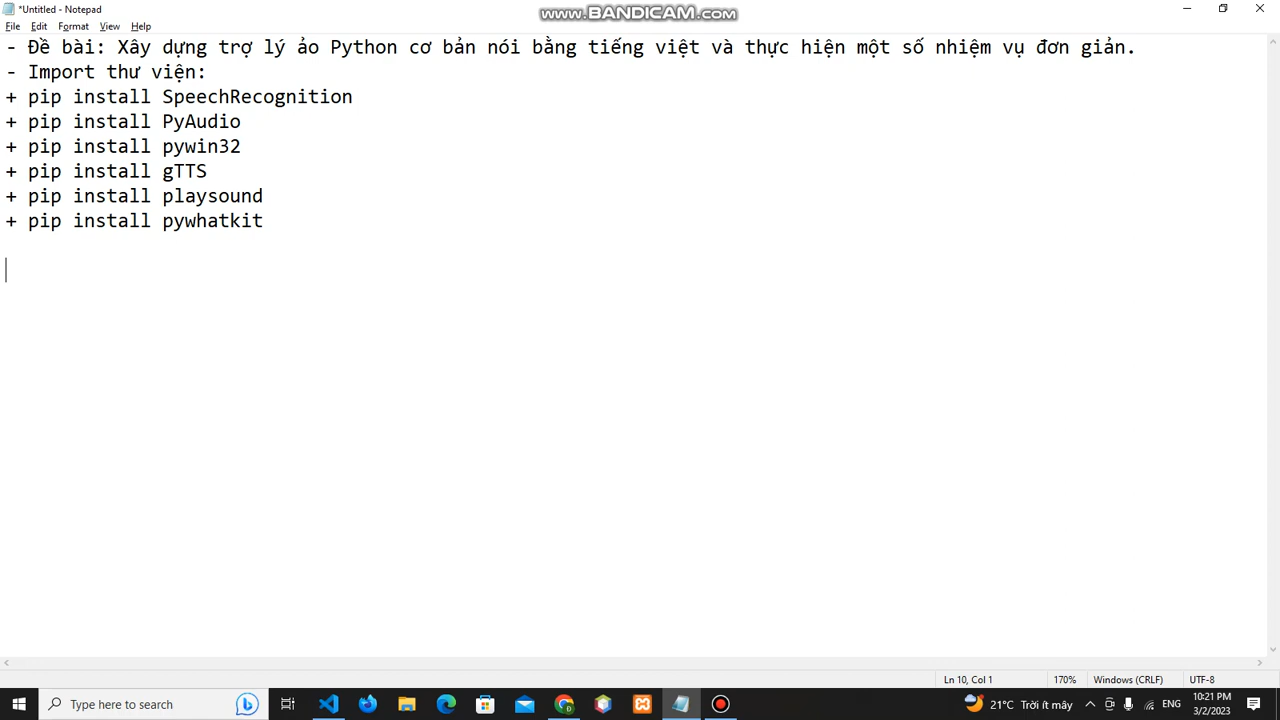 *Untitled - Notepad
www.BANDICAM.com
File Edit Format View Help
- Đề bài: Xây dựng trợ lý ảo Python cơ bản nói bằng tiếng việt và thực hiện một số nhiệm vụ đơn giản.
- Import thư viện:
+ pip install SpeechRecognition
+ pip install PyAudio
+ pip install pywin32
+ pip install gTTS
+ pip install playsound
+ pip install pywhatkit
Ln 10, Col 1 170% Windows (CRLF) UTF-8
Type here to search
21°C Trời ít mây ENG 10:21 PM
3/2/2023